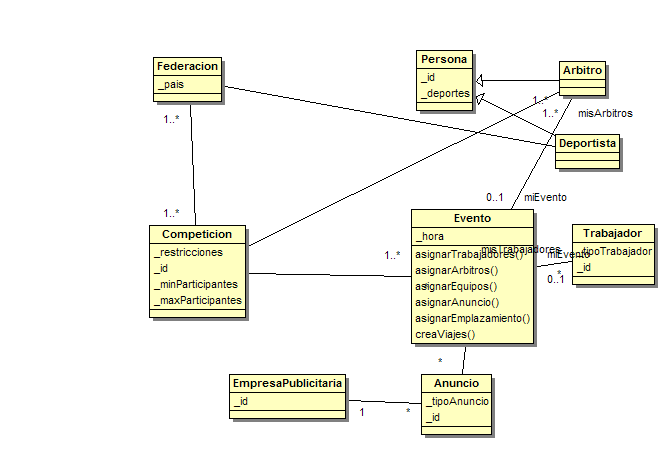 Federacion
_pais
Persona
_id
_deportes
Arbitro
1..*
1..*
misArbitros
1..*
Deportista
0..1
miEvento
1..*
Competicion
_restricciones
_id
_minParticipantes
_maxParticipantes
1..*
Evento
_hora
asignarTrabajadores()
asignarArbitros()
asignarEquipos()
asignarAnuncio()
asignarEmplazamiento()
creaViajes()
*
misTrabajadores
miEvento
*
0..1
Trabajador
_tipoTrabajador
_id
*
EmpresaPublicitaria
_id
1
*
Anuncio
_tipoAnuncio
_id